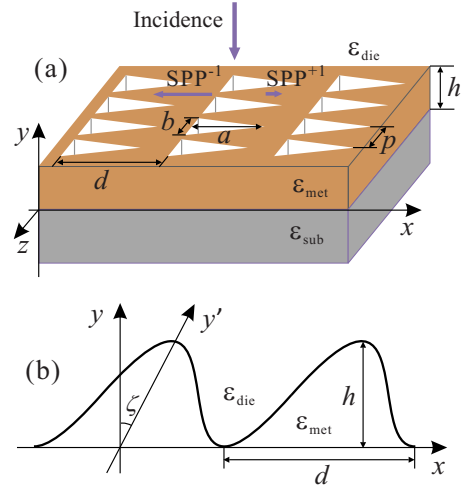 Incidence
(a)
ε_die
SPP⁻¹ SPP⁺¹
h
y
b
a
p
d
ε_met
x
ε_sub
z
(b)
y
y′
ζ
ε_die
h
ε_met
x
d